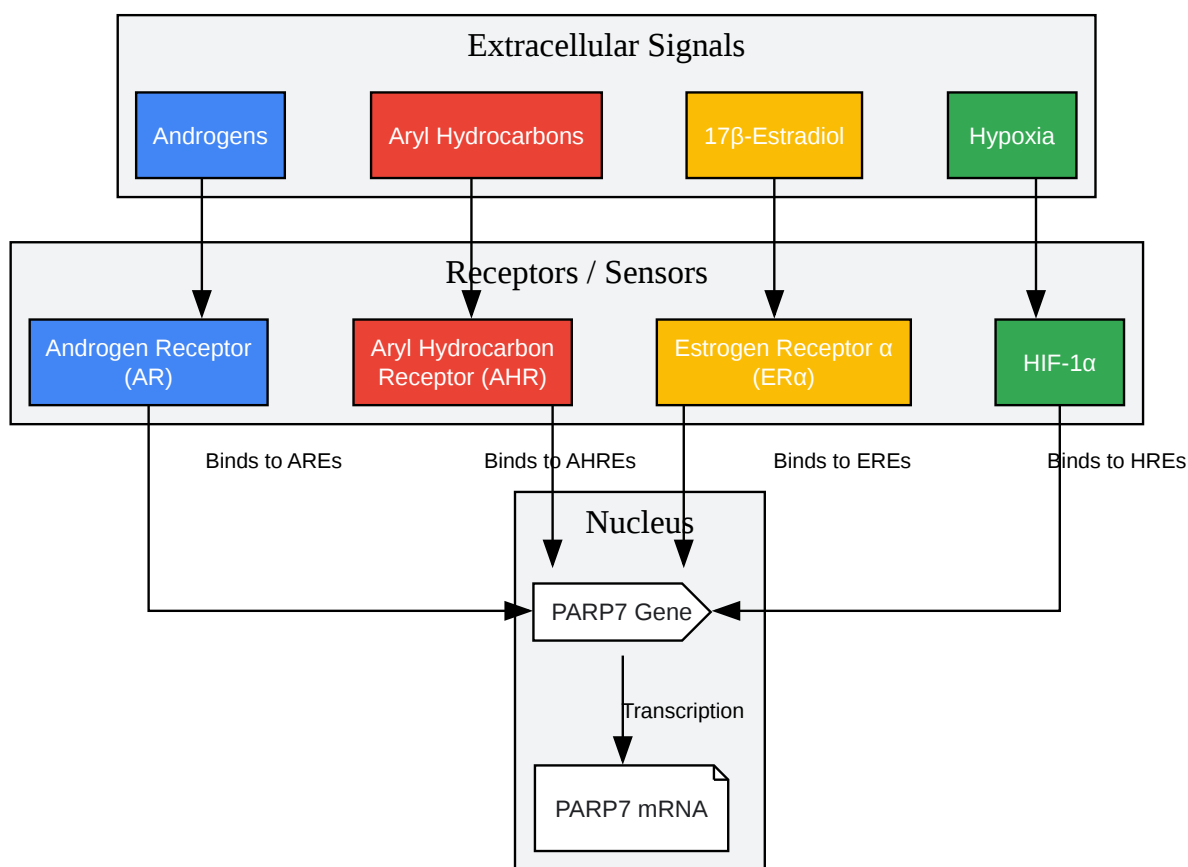 Extracellular Signals
Androgens
Aryl Hydrocarbons
17β-Estradiol
Hypoxia
Receptors / Sensors
Androgen Receptor
(AR)
Aryl Hydrocarbon
Receptor (AHR)
Estrogen Receptor α
(ERα)
HIF-1α
Binds to AREs
Binds to AHREs
Binds to EREs
Binds to HREs
Nucleus
PARP7 Gene
Transcription
PARP7 mRNA